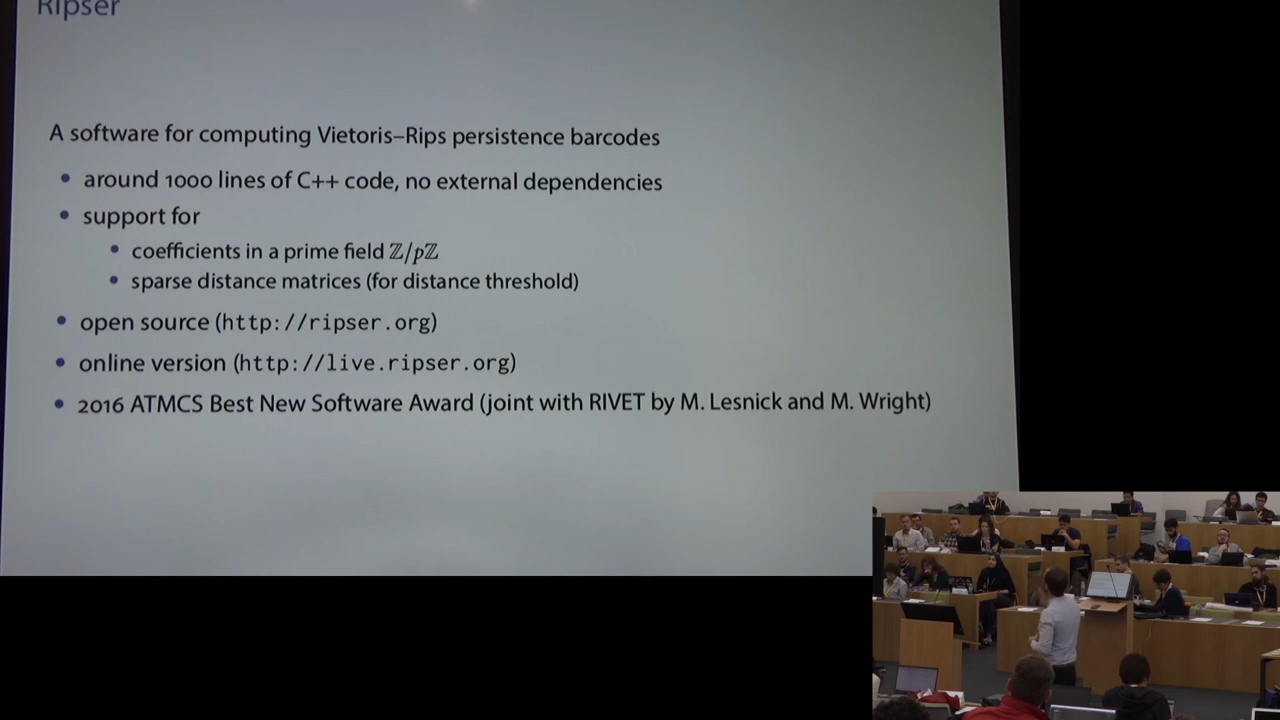 Ripser
A software for computing Vietoris–Rips persistence barcodes
• around 1000 lines of C++ code, no external dependencies
• support for
• coefficients in a prime field ℤ/pℤ
• sparse distance matrices (for distance threshold)
• open source (http://ripser.org)
• online version (http://live.ripser.org)
• 2016 ATMCS Best New Software Award (joint with RIVET by M. Lesnick and M. Wright)